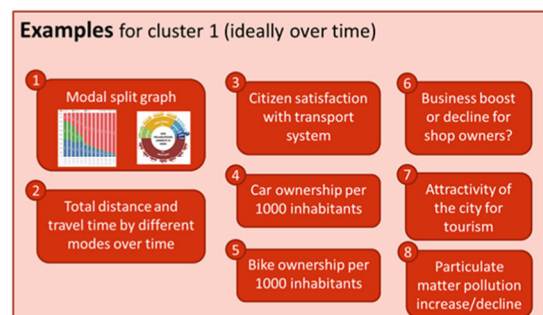 Examples for cluster 1 (ideally over time)
1
Modal split graph
2
Total distance and
travel time by different
modes over time
3
Citizen satisfaction
with transport
system
4
Car ownership per
1000 inhabitants
5
Bike ownership per
1000 inhabitants
6
Business boost
or decline for
shop owners?
7
Attractivity of
the city for
tourism
8
Particulate
matter pollution
increase/decline